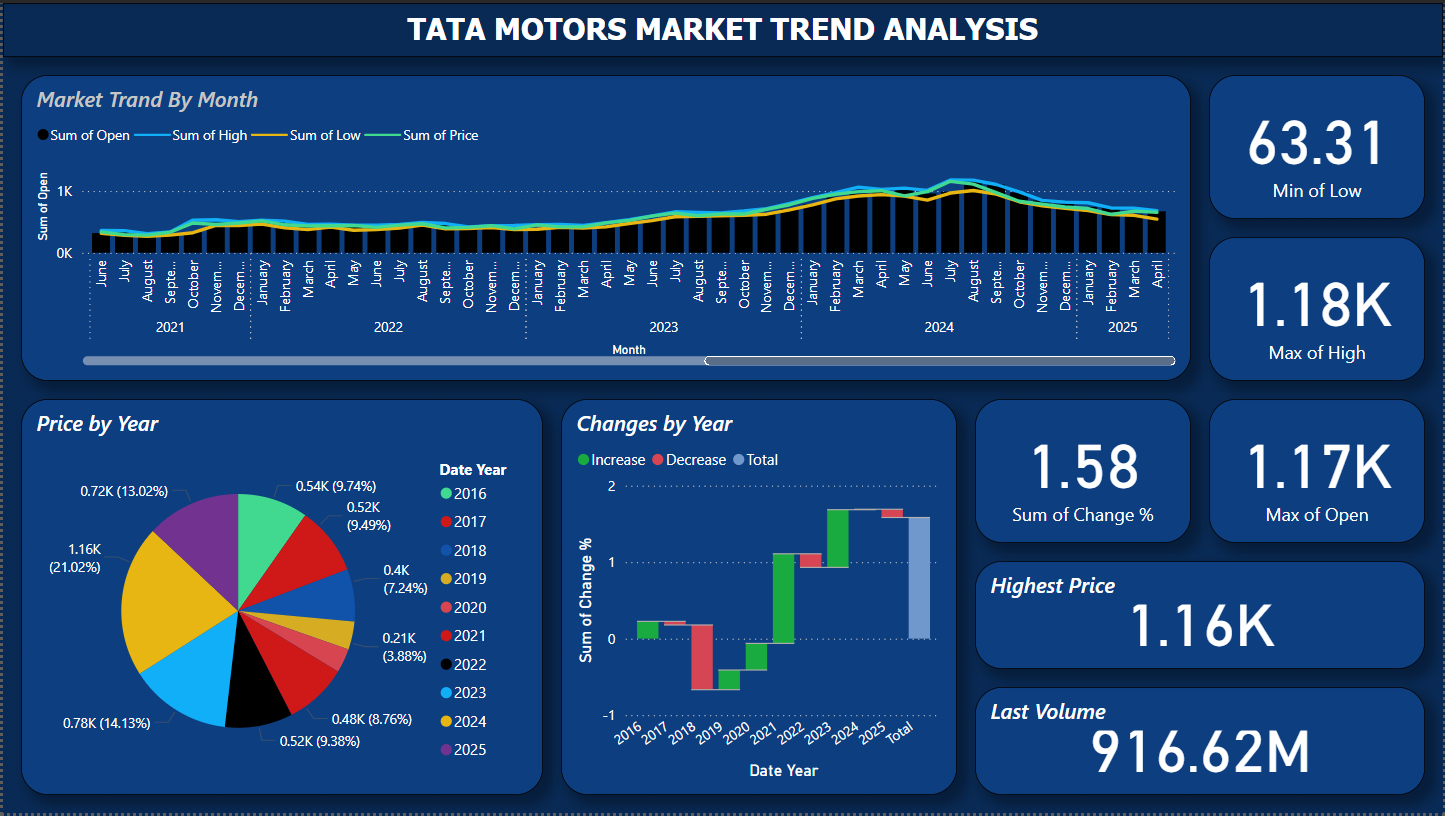 TATA MOTORS MARKET TREND ANALYSIS
Market Trand By Month
Sum of Open Sum of High Sum of Low Sum of Price
Sum of Open
1K
0K
June July August Septe... October Novem... Decem... January February March April May June July August Septe... October Novem... Decem... January February March April May June July August Septe... October Novem... Decem... January February March April May June July August Septe... October Novem... Decem... January February March April
2021 2022 2023 2024 2025
Month
63.31
Min of Low
1.18K
Max of High
Price by Year
0.72K (13.02%)
0.54K (9.74%)
0.52K
(9.49%)
1.16K
(21.02%)
0.4K
(7.24%)
0.21K
(3.88%)
0.78K (14.13%)
0.48K (8.76%)
0.52K (9.38%)
Date Year
2016
2017
2018
2019
2020
2021
2022
2023
2024
2025
Changes by Year
Increase Decrease Total
Sum of Change %
2
1
0
-1
2016 2017 2018 2019 2020 2021 2022 2023 2024 2025 Total
Date Year
1.58
Sum of Change %
1.17K
Max of Open
Highest Price
1.16K
Last Volume
916.62M